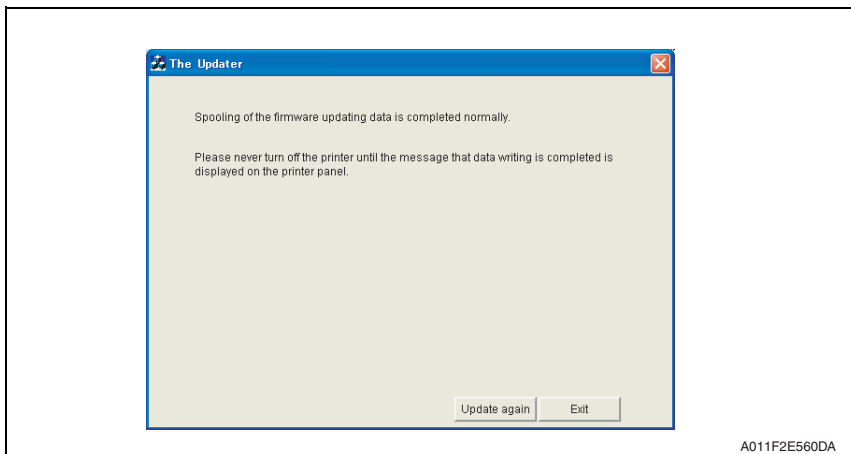 The Updater
Spooling of the firmware updating data is completed normally.
Please never turn off the printer until the message that data writing is completed is
displayed on the printer panel.
Update again
Exit
A011F2E560DA